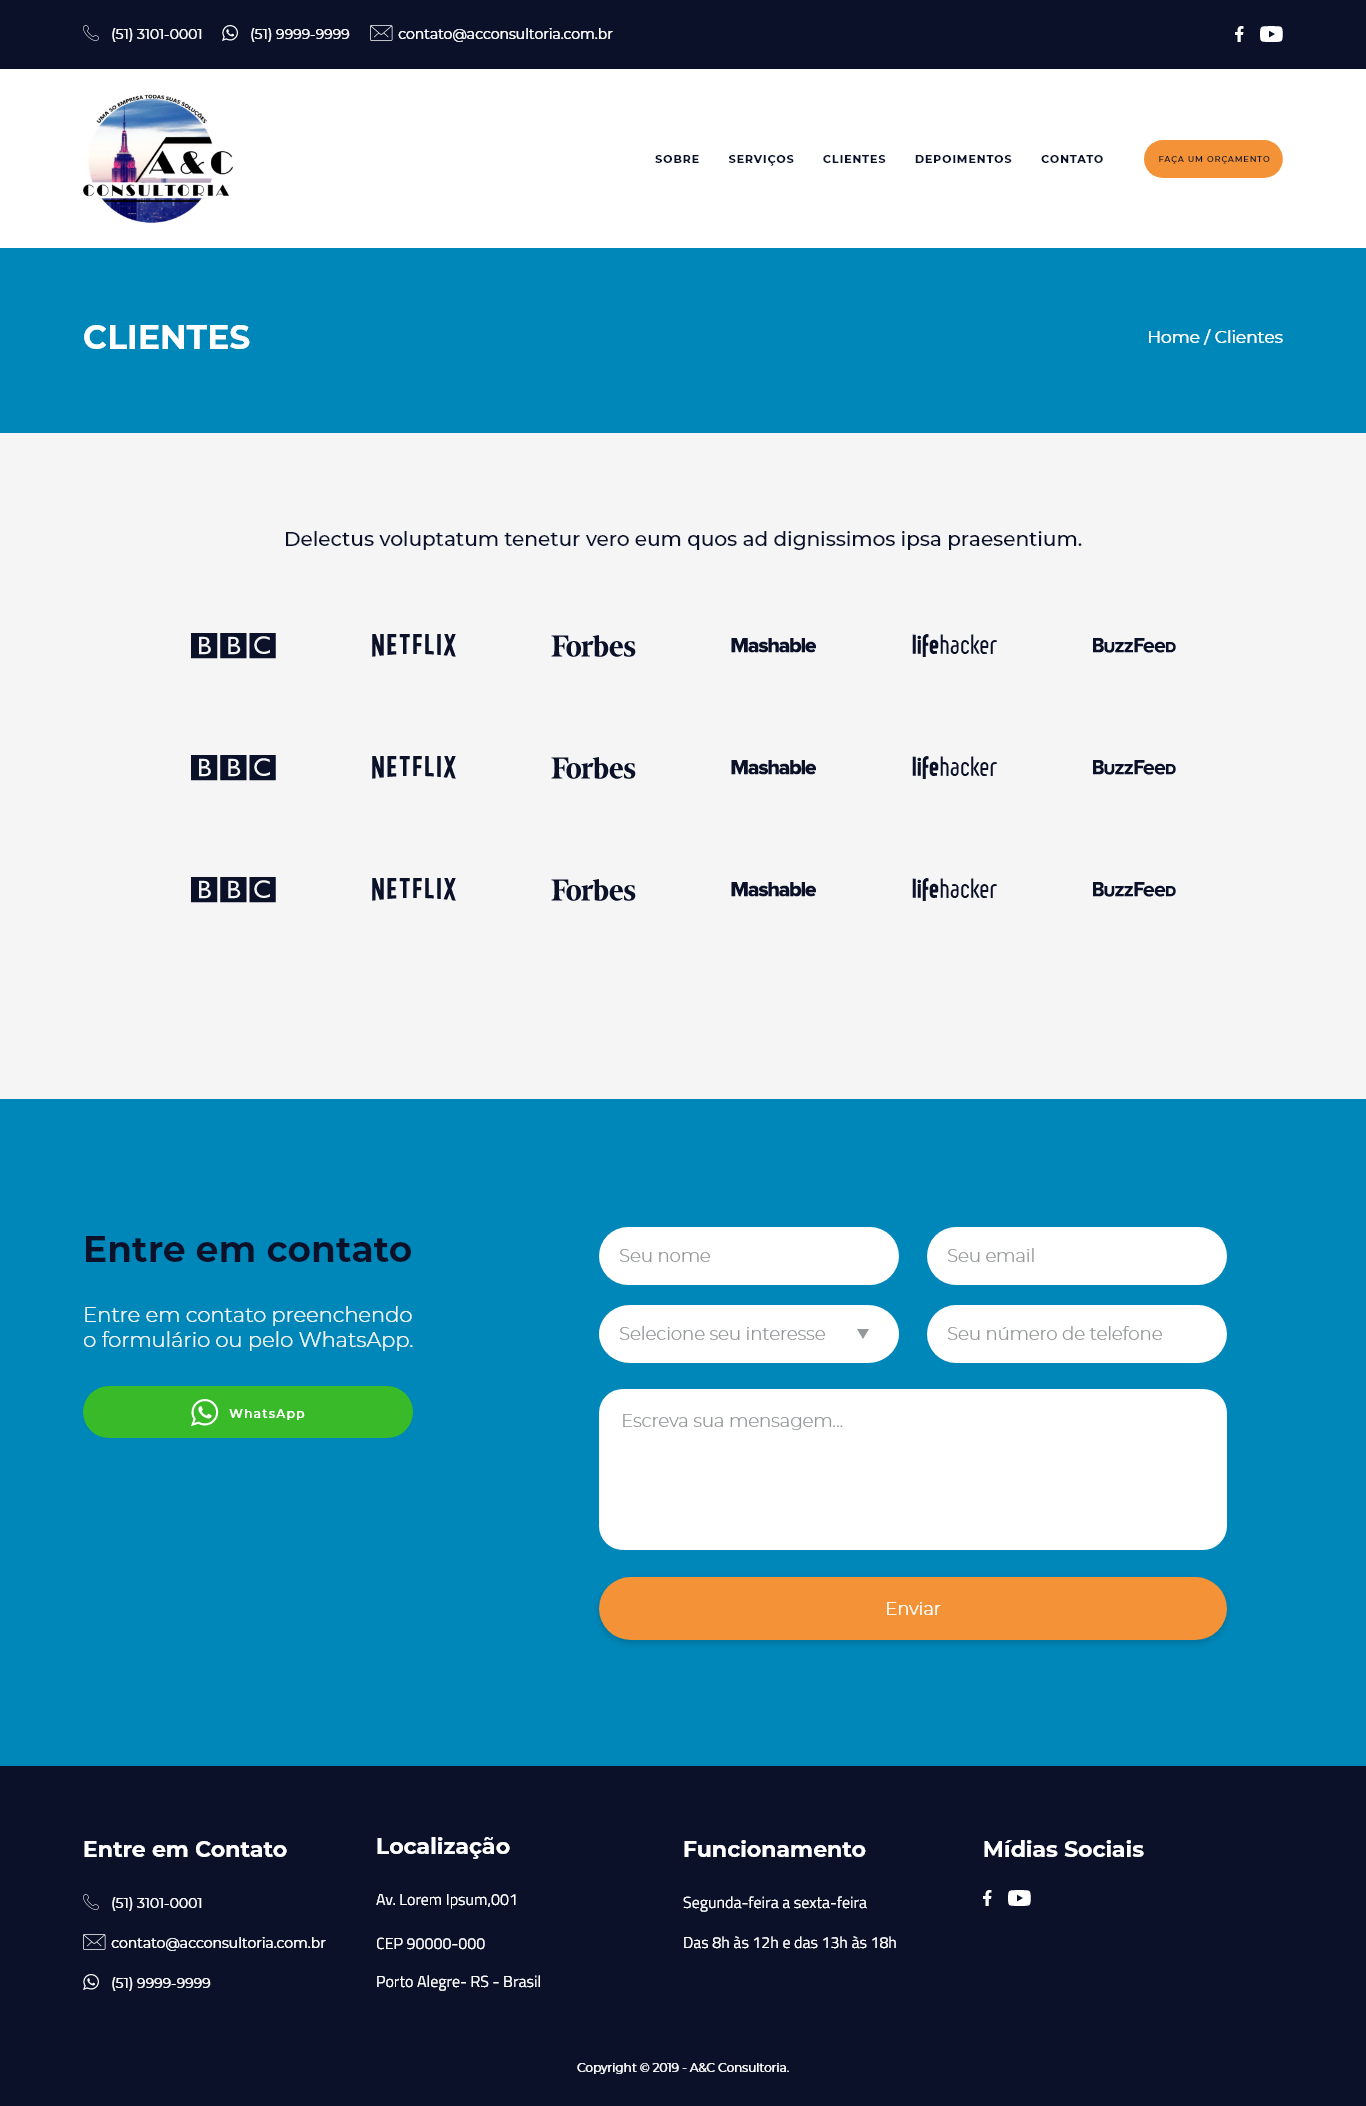 (51) 3101-0001 (51) 9999-9999 contato@acconsultoria.com.br
UMA SO EMPRESA TODAS SUAS SOLUÇÕES
A&C
CONSULTORIA
SOBRE SERVIÇOS CLIENTES DEPOIMENTOS CONTATO FAÇA UM ORÇAMENTO
CLIENTES
Home / Clientes
Delectus voluptatum tenetur vero eum quos ad dignissimos ipsa praesentium.
BBC NETFLIX Forbes Mashable lifehacker BuzzFeed
BBC NETFLIX Forbes Mashable lifehacker BuzzFeed
BBC NETFLIX Forbes Mashable lifehacker BuzzFeed
Entre em contato
Entre em contato preenchendo
o formulário ou pelo WhatsApp.
WhatsApp
Seu nome
Seu email
Selecione seu interesse
Seu número de telefone
Escreva sua mensagem...
Enviar
Entre em Contato
(51) 3101-0001
contato@acconsultoria.com.br
(51) 9999-9999
Localização
Av. Lorem Ipsum,001
CEP 90000-000
Porto Alegre- RS - Brasil
Funcionamento
Segunda-feira a sexta-feira
Das 8h às 12h e das 13h às 18h
Mídias Sociais
Copyright © 2019 - A&C Consultoria.